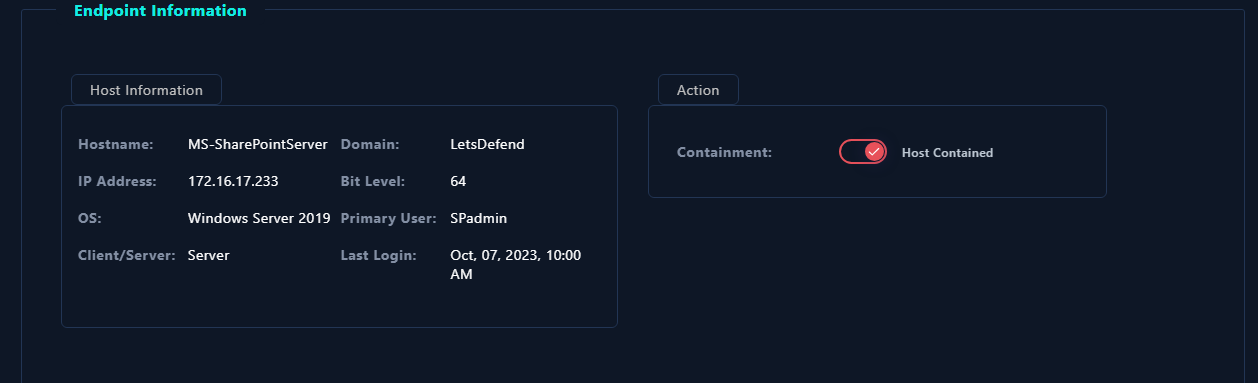 Endpoint Information
Host Information
Hostname: MS-SharePointServer Domain: LetsDefend
IP Address: 172.16.17.233 Bit Level: 64
OS: Windows Server 2019 Primary User: SPadmin
Client/Server: Server Last Login: Oct, 07, 2023, 10:00
AM
Action
Containment: Host Contained